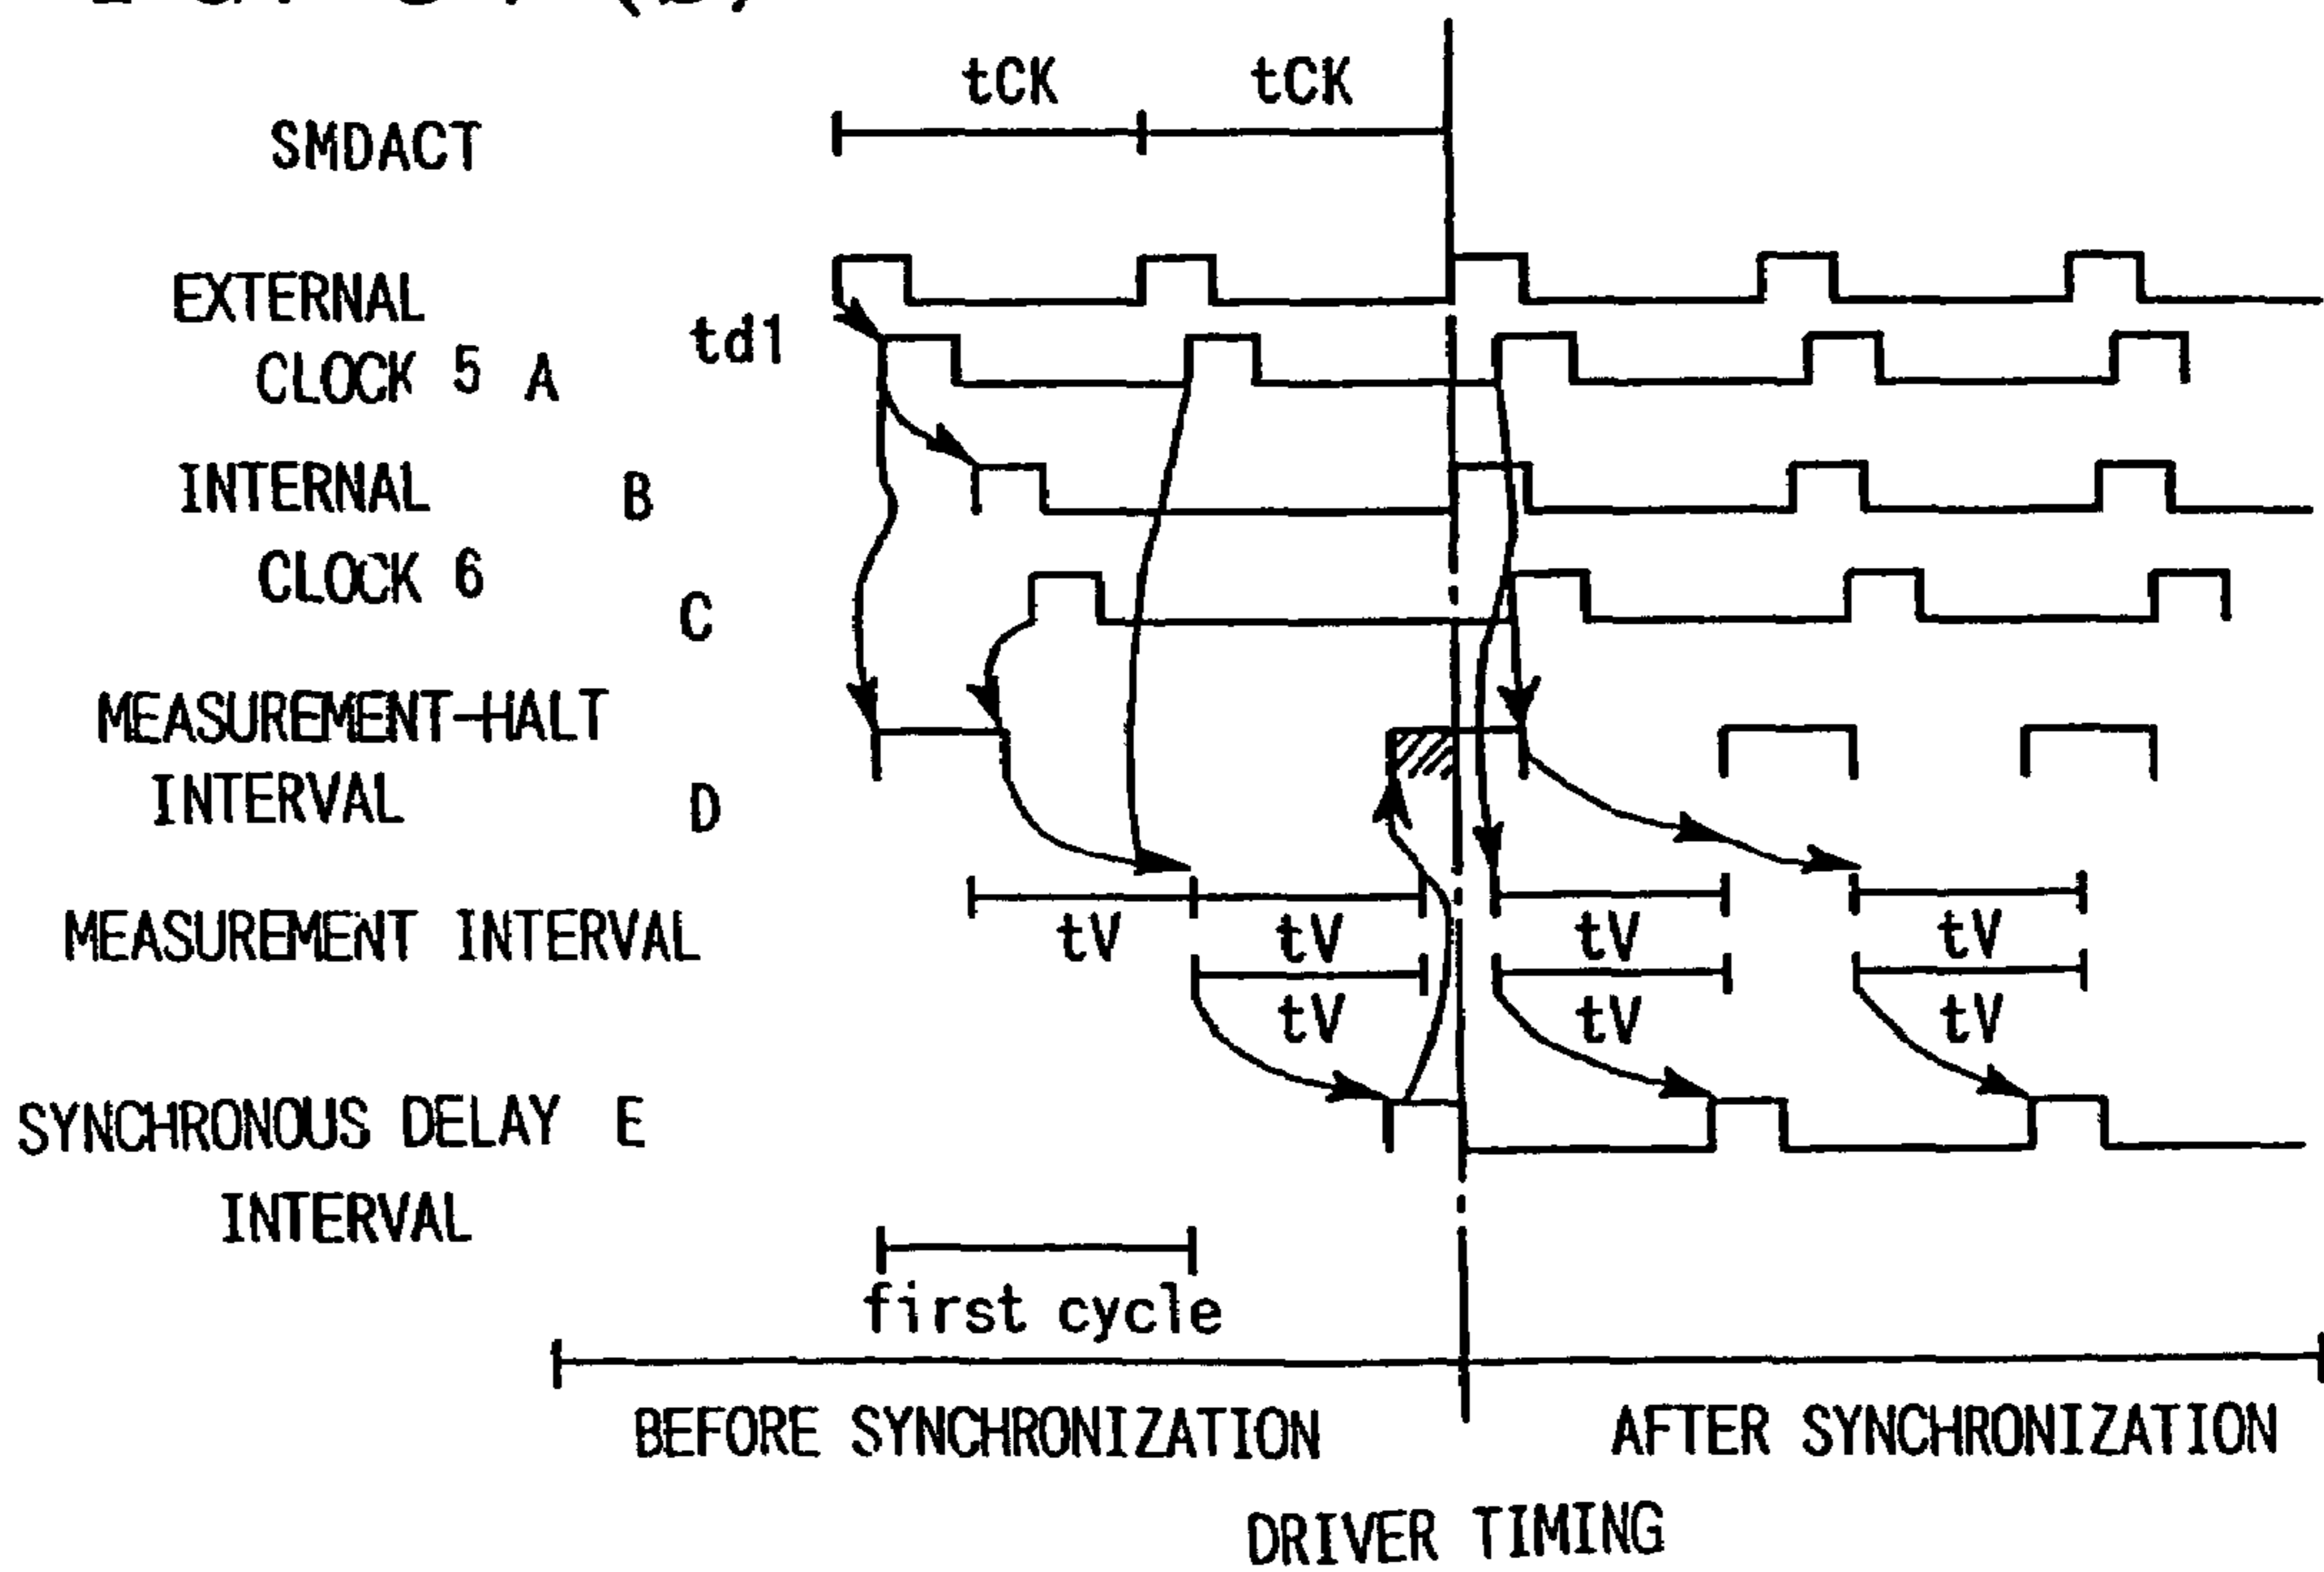 tCK tCK
SMDACT
EXTERNAL
td1
CLOCK 5 A
INTERNAL B
CLOCK 6
C
MEASUREMENT-HALT
INTERVAL D
MEASUREMENT INTERVAL tV tV tV tV
tV tV tV
SYNCHRONOUS DELAY E
INTERVAL
first cycle
BEFORE SYNCHRONIZATION AFTER SYNCHRONIZATION
DRIVER TIMING